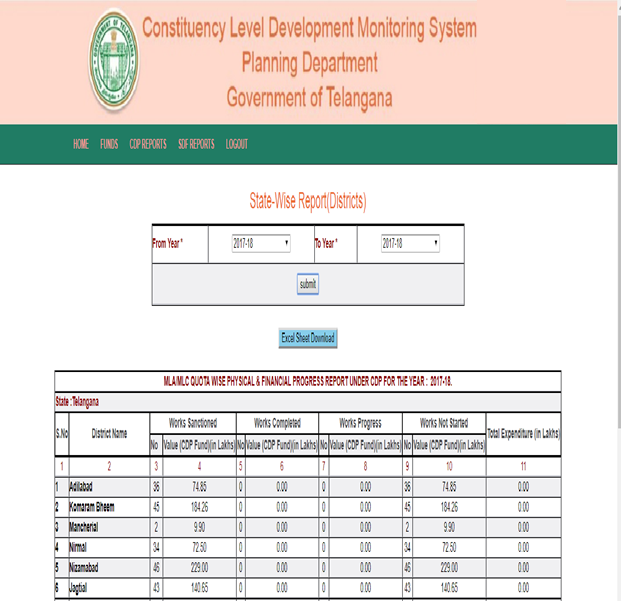 Constituency Level Development Monitoring System
Planning Department
Government of Telangana
HOME FUNDS CDP REPORTS SDF REPORTS LOGOUT
State-Wise Report(Districts)
From Year * 2017-18 To Year * 2017-18
submit
Excel Sheet Download
MLA/MLC QUOTA WISE PHYSICAL & FINANCIAL PROGRESS REPORT UNDER CDP FOR THE YEAR : 2017-18.
State :Telangana
S.No District Name Works Sanctioned Works Completed Works Progress Works Not Started Total Expenditure (in Lakhs)
No Value (CDP Fund)(in Lakhs) No Value (CDP Fund)(in Lakhs) No Value (CDP Fund)(in Lakhs) No Value (CDP Fund)(in Lakhs)
1 2 3 4 5 6 7 8 9 10 11
1 Adilabad 36 74.85 0 0.00 0 0.00 36 74.85 0.00
2 Komaram Bheem 45 184.26 0 0.00 0 0.00 45 184.26 0.00
3 Mancherial 2 9.90 0 0.00 0 0.00 2 9.90 0.00
4 Nirmal 34 72.50 0 0.00 0 0.00 34 72.50 0.00
5 Nizamabad 46 229.00 0 0.00 0 0.00 46 229.00 0.00
6 Jagtial 43 140.65 0 0.00 0 0.00 43 140.65 0.00